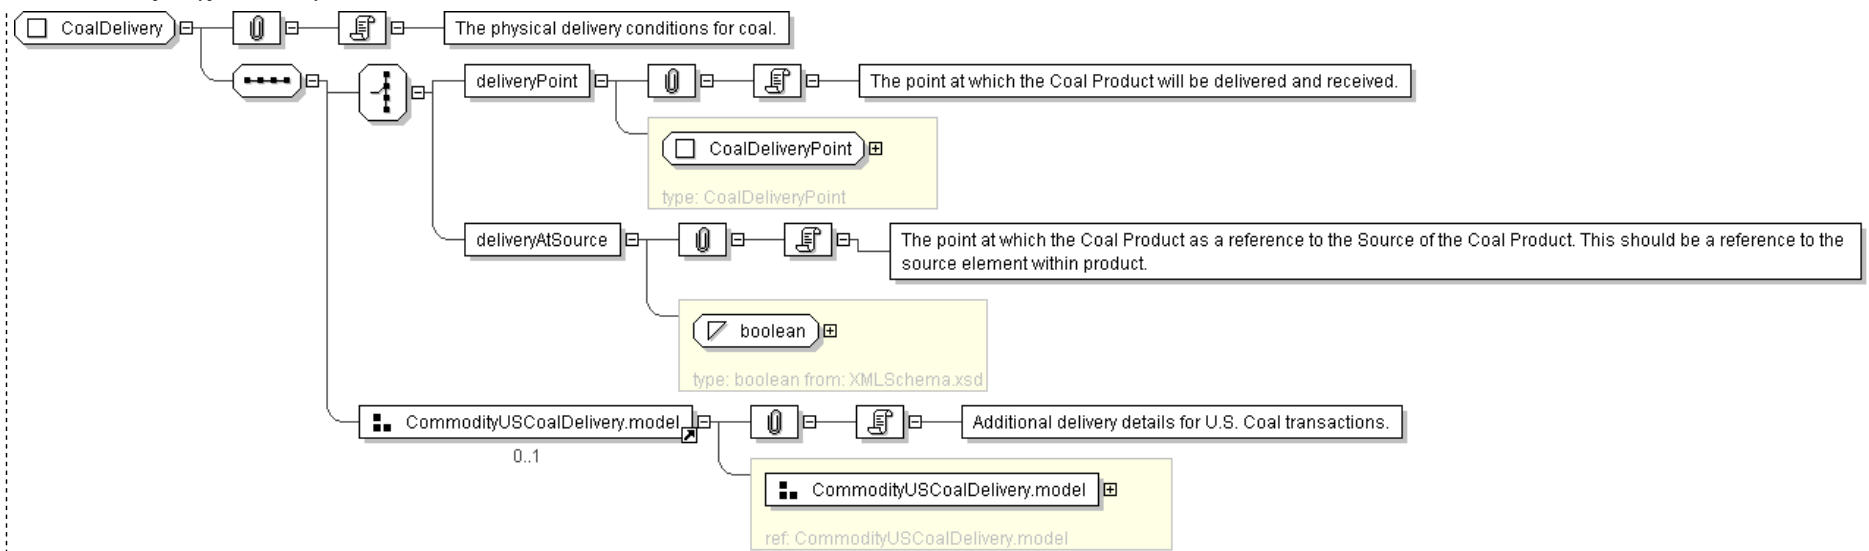 CoalDelivery
The physical delivery conditions for coal.
deliveryPoint
The point at which the Coal Product will be delivered and received.
CoalDeliveryPoint
type: CoalDeliveryPoint
deliveryAtSource
The point at which the Coal Product as a reference to the Source of the Coal Product. This should be a reference to the
source element within product.
boolean
type: boolean from: XMLSchema.xsd
CommodityUSCoalDelivery.model
0..1
Additional delivery details for U.S. Coal transactions.
CommodityUSCoalDelivery.model
ref: CommodityUSCoalDelivery.model